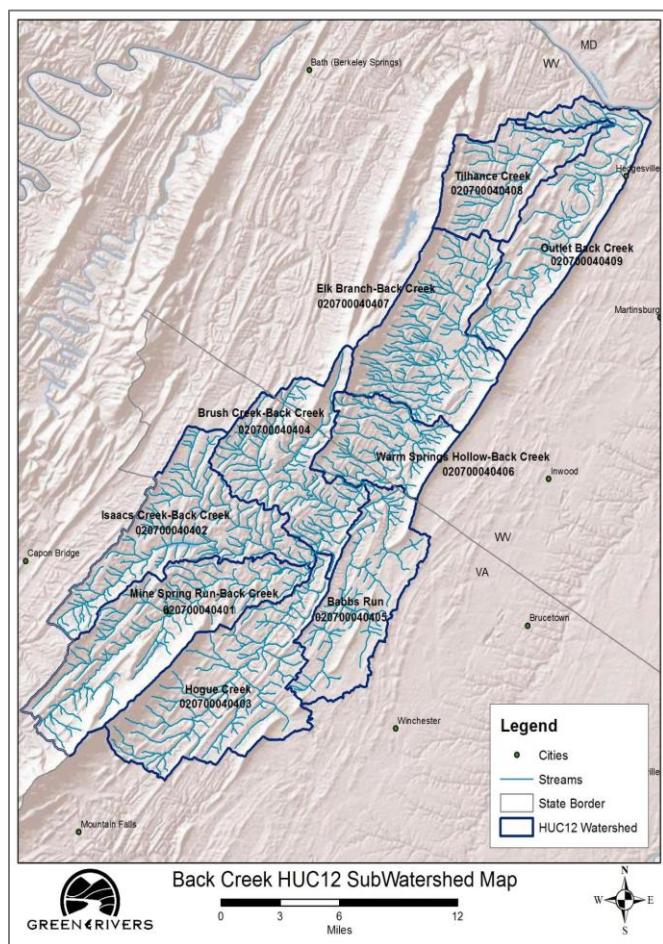 MD
WV
Bath (Berkeley Springs)
Tilhance Creek
020700040408
Hedgesville
Outlet Back Creek
020700040409
Elk Branch-Back Creek
020700040407
Martinsburg
Brush Creek-Back Creek
020700040404
Warm Springs Hollow-Back Creek
020700040406
Inwood
Isaacs Creek-Back Creek
020700040402
Capon Bridge
WV
VA
Mine Spring Run-Back Creek
020700040401
Babbs Run
020700040405
Brucetown
Hogue Creek
020700040403
Winchester
Mountain Falls
ville
Legend
Cities
Streams
State Border
HUC12 Watershed
Back Creek HUC12 SubWatershed Map
0 3 6 12
Miles
GREEN RIVERS
N
W E
S